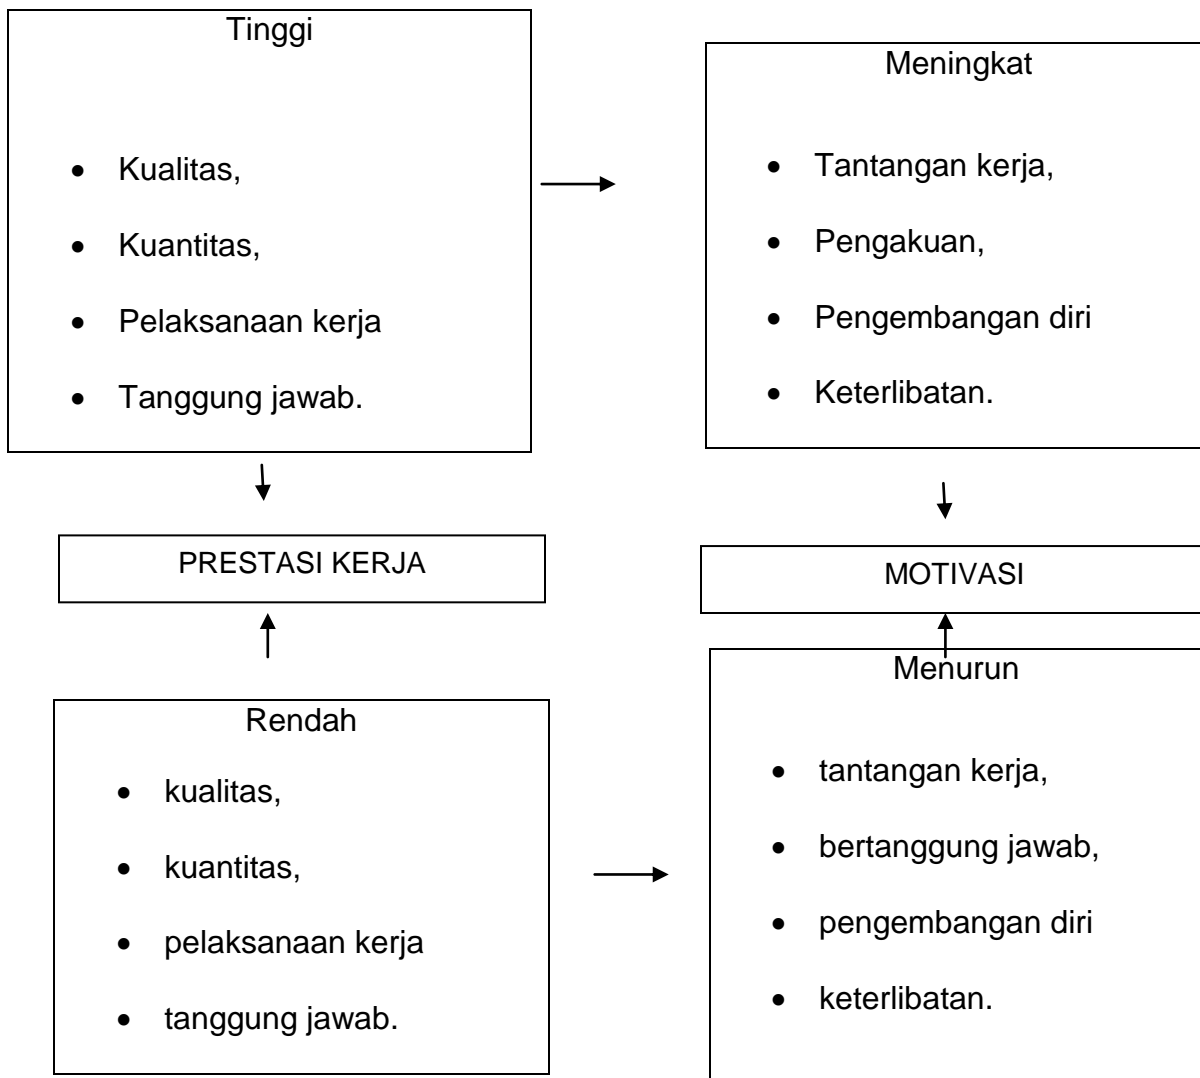 Tinggi
• Kualitas,
• Kuantitas,
• Pelaksanaan kerja
• Tanggung jawab.
Meningkat
• Tantangan kerja,
• Pengakuan,
• Pengembangan diri
• Keterlibatan.
PRESTASI KERJA
MOTIVASI
Rendah
• kualitas,
• kuantitas,
• pelaksanaan kerja
• tanggung jawab.
Menurun
• tantangan kerja,
• bertanggung jawab,
• pengembangan diri
• keterlibatan.